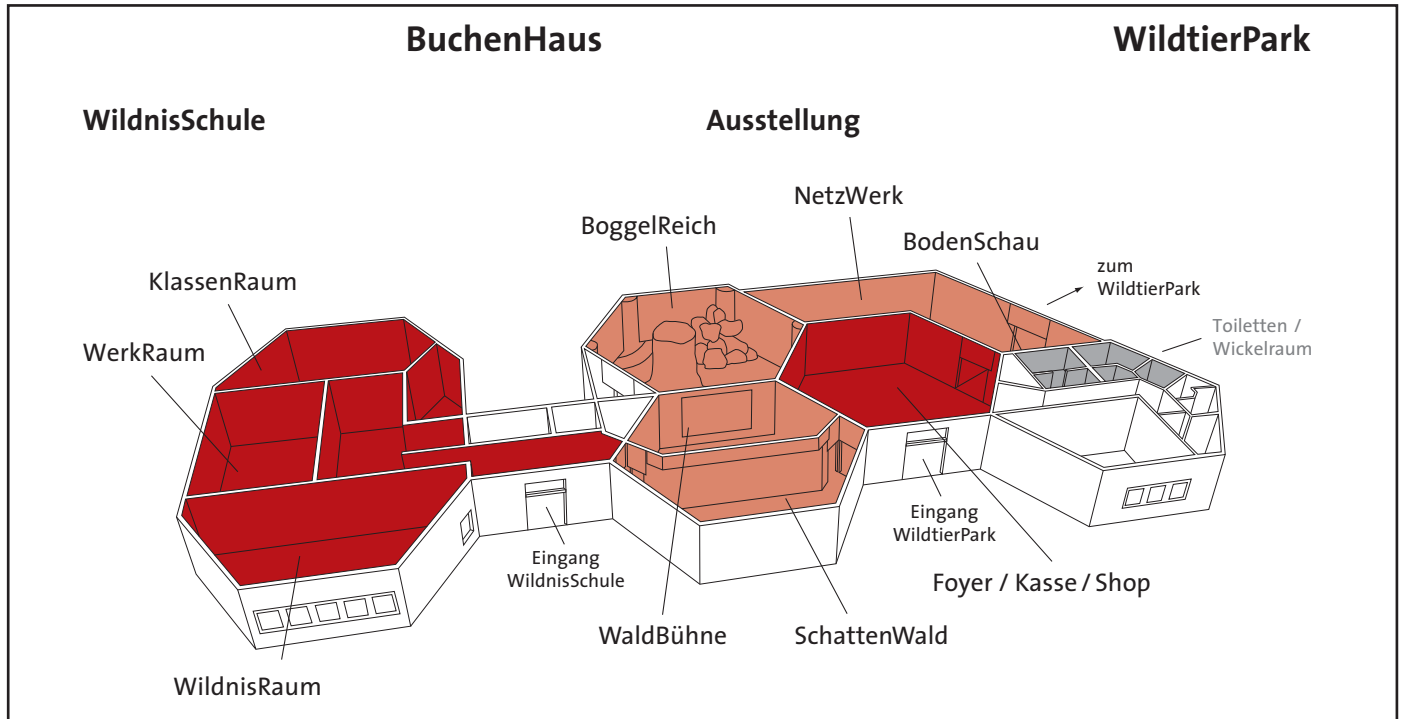 BuchenHaus
WildtierPark
WildnisSchule
Ausstellung
NetzWerk
BoggelReich
BodenSchau
zum
WildtierPark
KlassenRaum
Toiletten /
Wickelraum
WerkRaum
Eingang
WildtierPark
Eingang
WildnisSchule
Foyer / Kasse / Shop
WaldBühne
SchattenWald
WildnisRaum